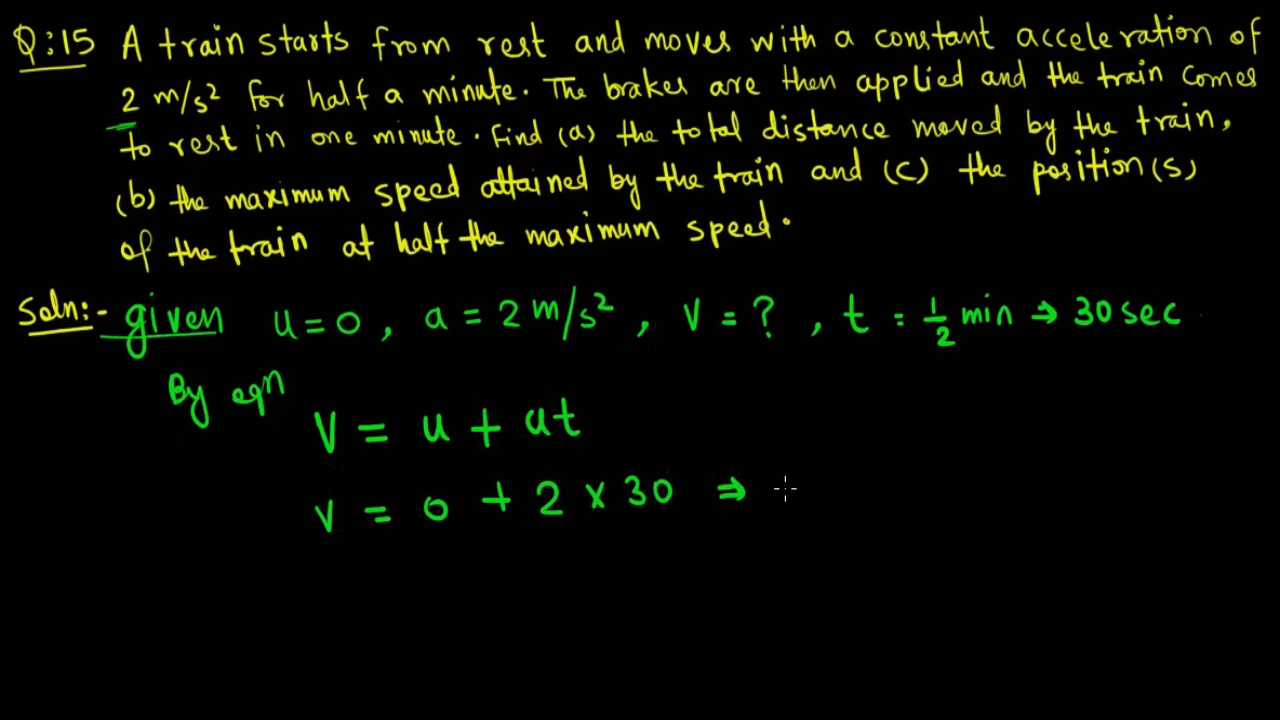 Q:15 A train starts from rest and moves with a constant acceleration of
2 m/s² for half a minute. The brakes are then applied and the train comes
to rest in one minute. Find (a) the total distance moved by the train,
(b) the maximum speed attained by the train and (c) the position(s)
of the train at half the maximum speed.
Soln:- given u = 0, a = 2 m/s², v = ?, t = 1/2 min ⇒ 30 sec
By eqn
v = u + at
v = 0 + 2 × 30 ⇒